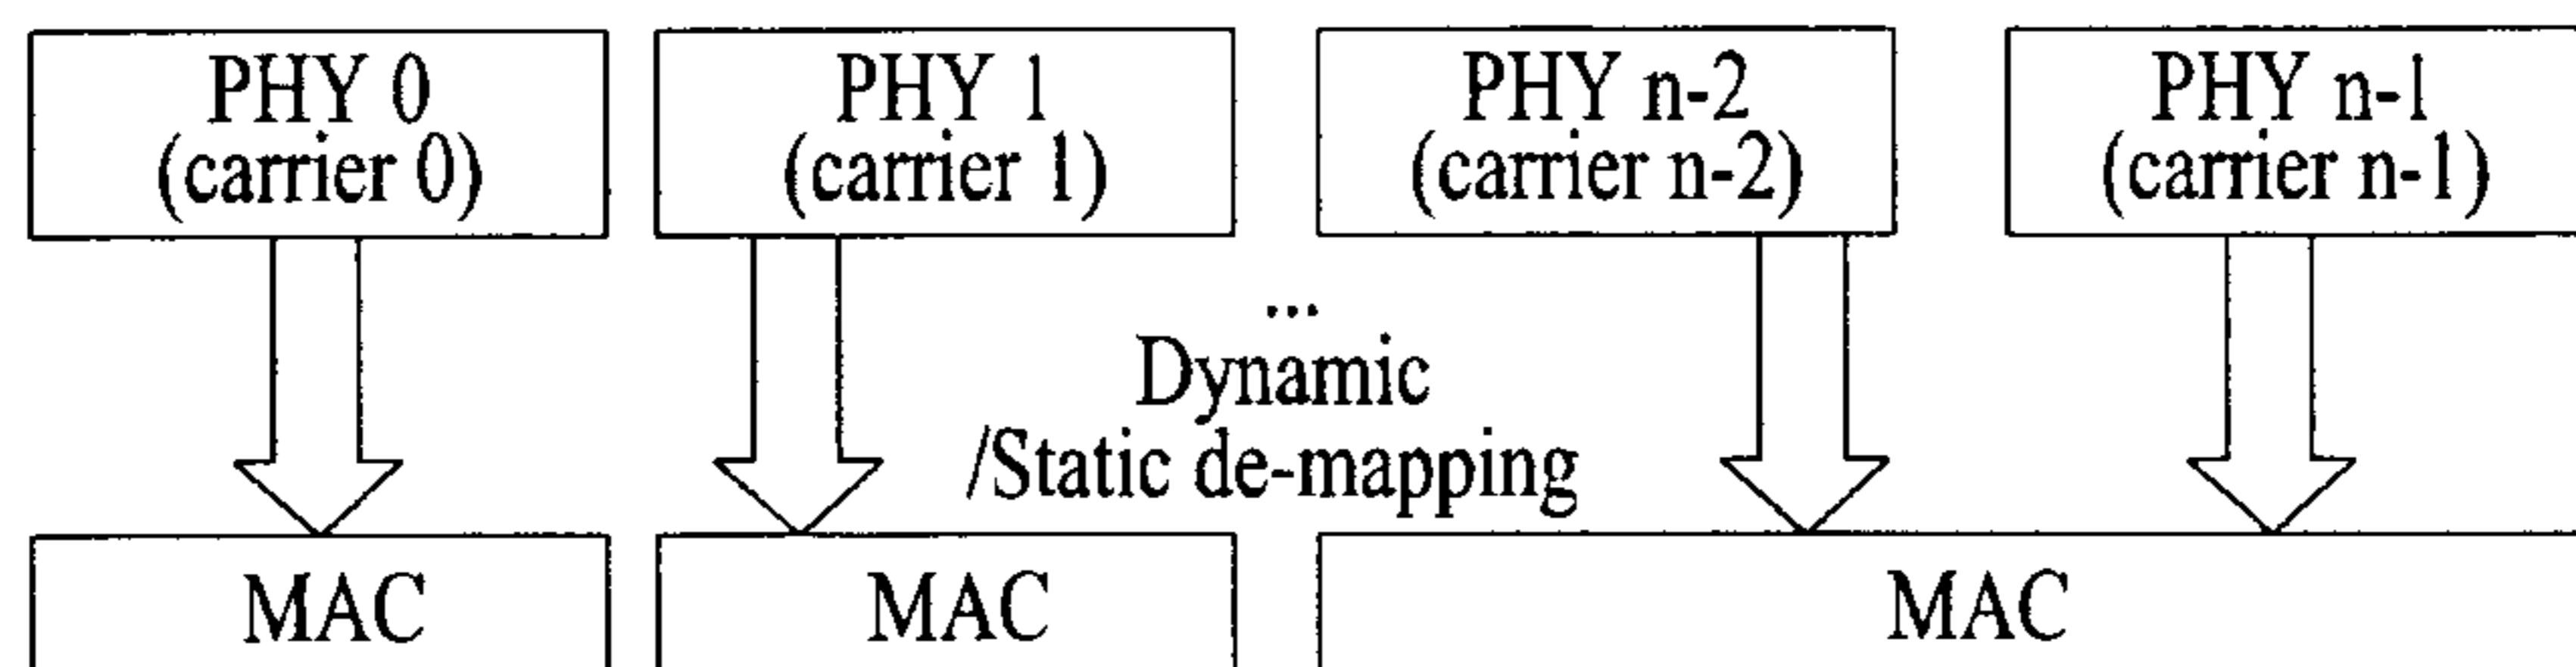 PHY 0
(carrier 0)
PHY 1
(carrier 1)
PHY n-2
(carrier n-2)
PHY n-1
(carrier n-1)
...
Dynamic
/Static de-mapping
MAC
MAC
MAC